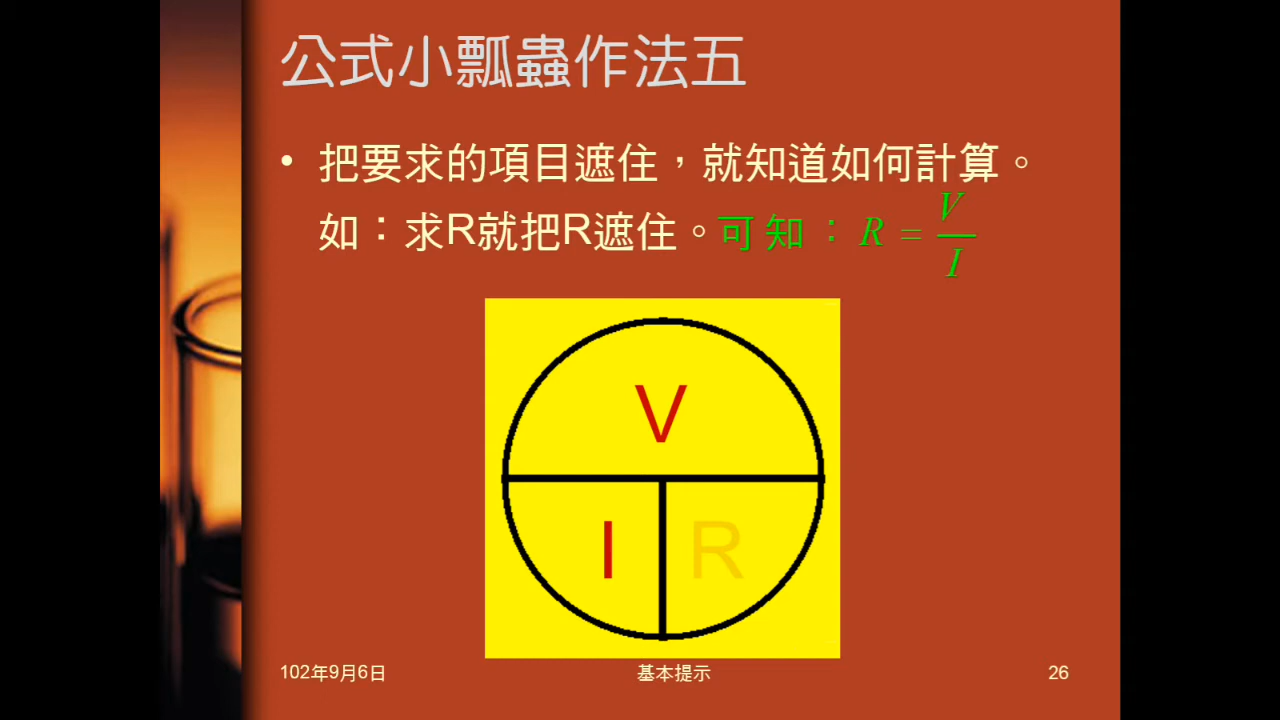 公式小瓢蟲作法五
• 把要求的項目遮住，就知道如何計算。
如：求R就把R遮住。可知：R = V/I
V
I R
102年9月6日 基本提示 26